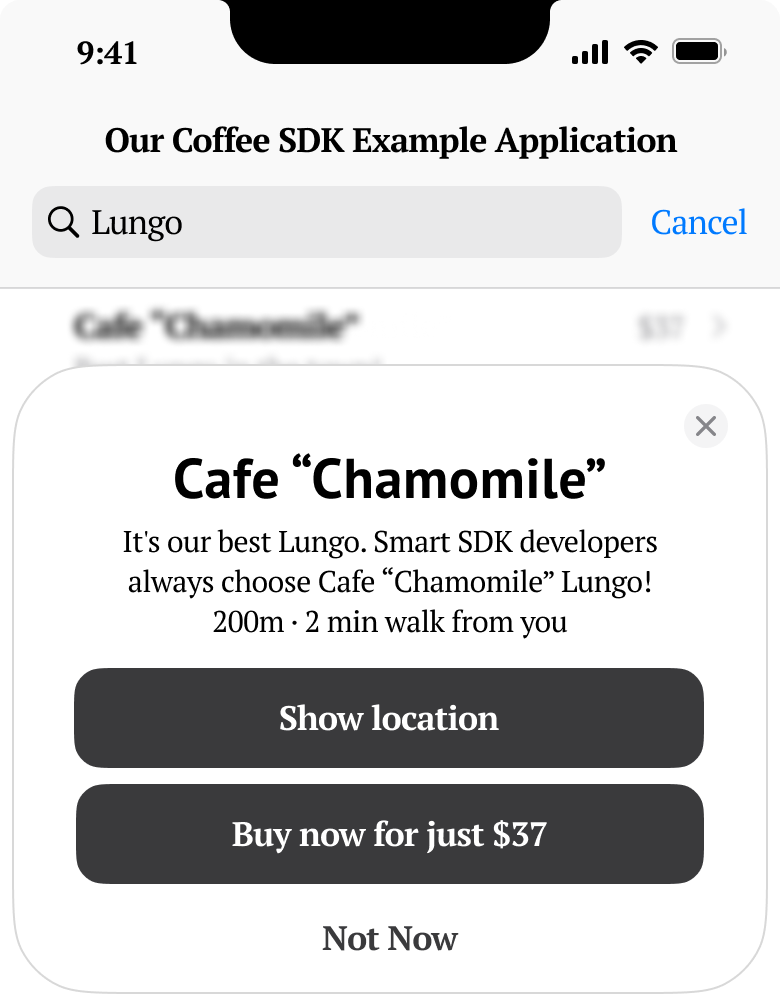 9:41
Our Coffee SDK Example Application
Lungo
Cancel
Cafe “Chamomile”
$37
Cafe “Chamomile”
It's our best Lungo. Smart SDK developers
always choose Cafe “Chamomile” Lungo!
200m · 2 min walk from you
Show location
Buy now for just $37
Not Now